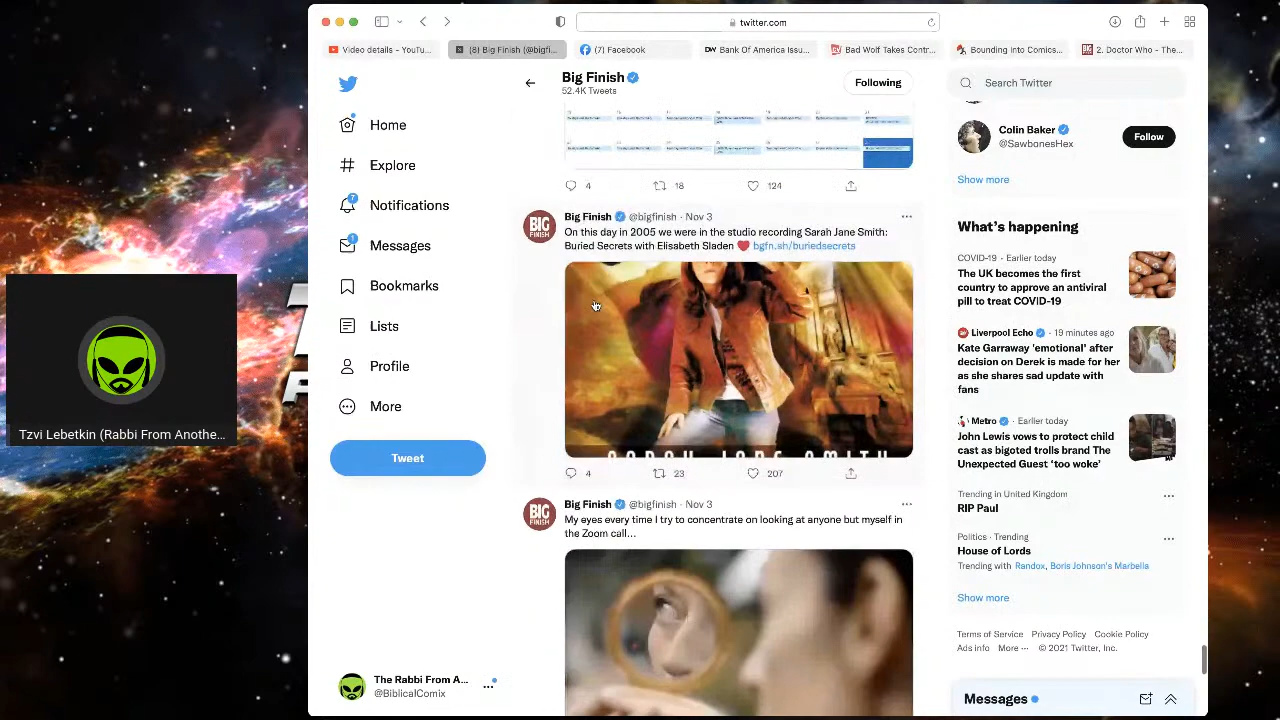 twitter.com
Video details - YouTu...
(8) Big Finish (@bigfi...
(7) Facebook
DW Bank Of America Issu...
Bad Wolf Takes Contr...
Bounding into Comics...
2. Doctor Who - The...
Home
Explore
7
Notifications
1
Messages
Bookmarks
Lists
Profile
More
Tweet
The Rabbi From A...
@BiblicalComix
Tzvi Lebetkin (Rabbi From Anothe...
Big Finish
52.4K Tweets
Following
4 18 124
BIG FINISH
Big Finish @bigfinish · Nov 3
On this day in 2005 we were in the studio recording Sarah Jane Smith:
Buried Secrets with Elisabeth Sladen bgfn.sh/buriedsecrets
4 23 207
BIG FINISH
Big Finish @bigfinish · Nov 3
My eyes every time I try to concentrate on looking at anyone but myself in
the Zoom call...
Search Twitter
Colin Baker
@SawbonesHex
Follow
Show more
What's happening
COVID-19 · Earlier today
The UK becomes the first
country to approve an antiviral
pill to treat COVID-19
Liverpool Echo · 19 minutes ago
Kate Garraway 'emotional' after
decision on Derek is made for her
as she shares sad update with
fans
Metro · Earlier today
John Lewis vows to protect child
cast as bigoted trolls brand The
Unexpected Guest 'too woke'
Trending in United Kingdom
RIP Paul
Politics · Trending
House of Lords
Trending with Randox, Boris Johnson's Marbella
Show more
Terms of Service Privacy Policy Cookie Policy
Ads info More ··· © 2021 Twitter, Inc.
Messages